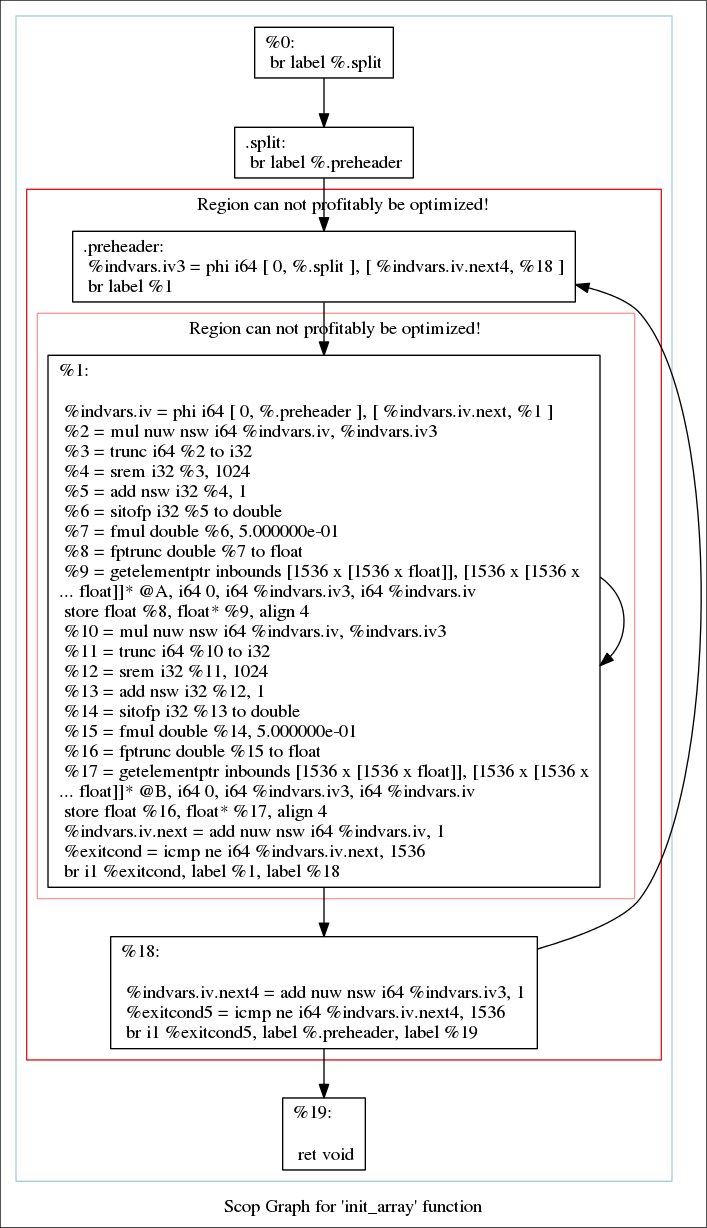 %0:
br label %.split
.split:
br label %.preheader
Region can not profitably be optimized!
.preheader:
%indvars.iv3 = phi i64 [ 0, %.split ], [ %indvars.iv.next4, %18 ]
br label %1
Region can not profitably be optimized!
%1:
%indvars.iv = phi i64 [ 0, %.preheader ], [ %indvars.iv.next, %1 ]
%2 = mul nuw nsw i64 %indvars.iv, %indvars.iv3
%3 = trunc i64 %2 to i32
%4 = srem i32 %3, 1024
%5 = add nsw i32 %4, 1
%6 = sitofp i32 %5 to double
%7 = fmul double %6, 5.000000e-01
%8 = fptrunc double %7 to float
%9 = getelementptr inbounds [1536 x [1536 x float]], [1536 x [1536 x
... float]]* @A, i64 0, i64 %indvars.iv3, i64 %indvars.iv
store float %8, float* %9, align 4
%10 = mul nuw nsw i64 %indvars.iv, %indvars.iv3
%11 = trunc i64 %10 to i32
%12 = srem i32 %11, 1024
%13 = add nsw i32 %12, 1
%14 = sitofp i32 %13 to double
%15 = fmul double %14, 5.000000e-01
%16 = fptrunc double %15 to float
%17 = getelementptr inbounds [1536 x [1536 x float]], [1536 x [1536 x
... float]]* @B, i64 0, i64 %indvars.iv3, i64 %indvars.iv
store float %16, float* %17, align 4
%indvars.iv.next = add nuw nsw i64 %indvars.iv, 1
%exitcond = icmp ne i64 %indvars.iv.next, 1536
br i1 %exitcond, label %1, label %18
%18:
%indvars.iv.next4 = add nuw nsw i64 %indvars.iv3, 1
%exitcond5 = icmp ne i64 %indvars.iv.next4, 1536
br i1 %exitcond5, label %.preheader, label %19
%19:
ret void
Scop Graph for 'init_array' function